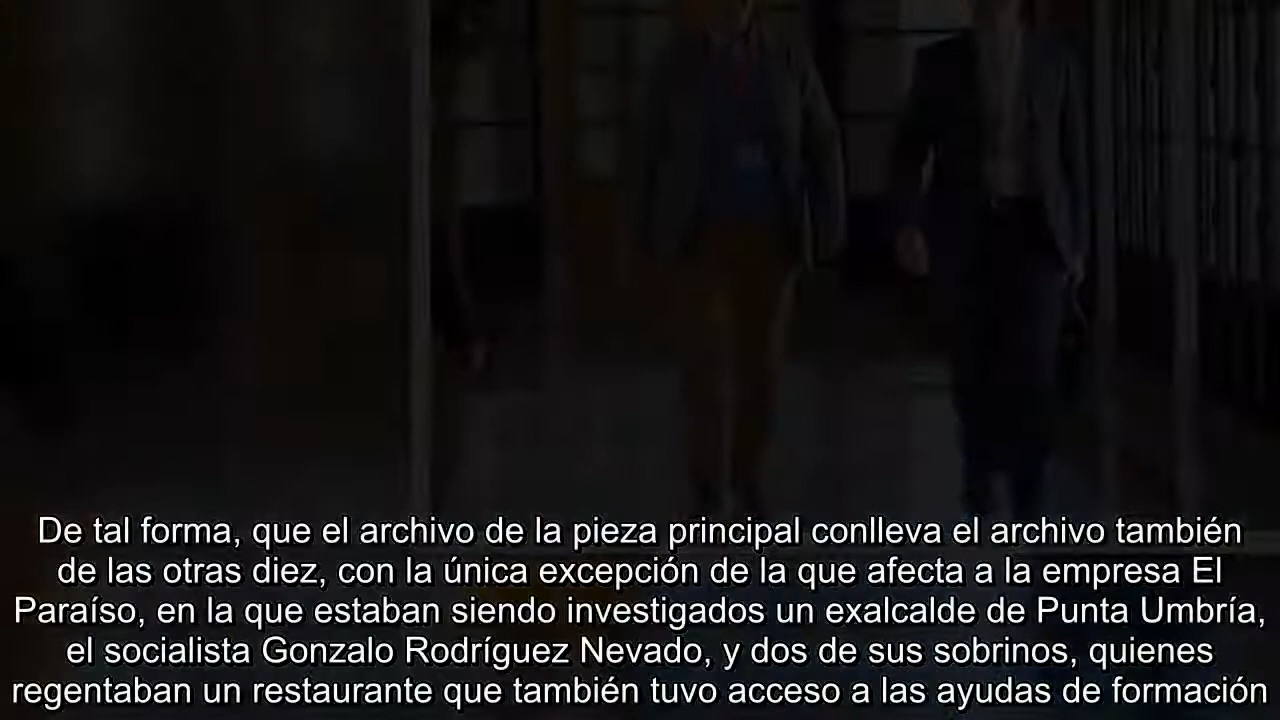 De tal forma, que el archivo de la pieza principal conlleva el archivo también
de las otras diez, con la única excepción de la que afecta a la empresa El
Paraíso, en la que estaban siendo investigados un exalcalde de Punta Umbría,
el socialista Gonzalo Rodríguez Nevado, y dos de sus sobrinos, quienes
regentaban un restaurante que también tuvo acceso a las ayudas de formación